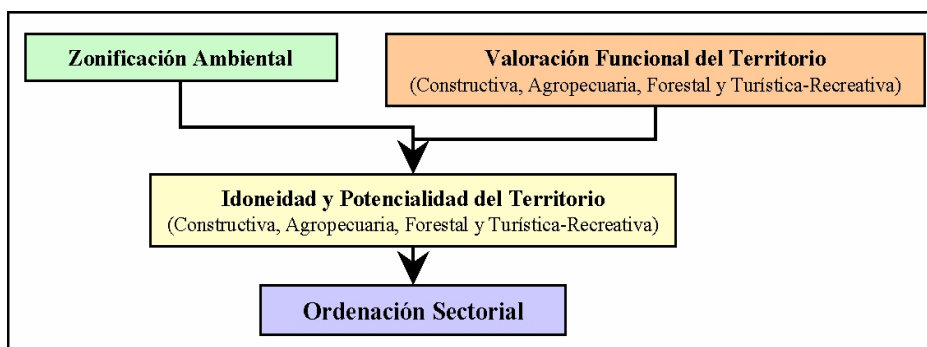 Zonificación Ambiental
Valoración Funcional del Territorio
(Constructiva, Agropecuaria, Forestal y Turística-Recreativa)
Idoneidad y Potencialidad del Territorio
(Constructiva, Agropecuaria, Forestal y Turística-Recreativa)
Ordenación Sectorial